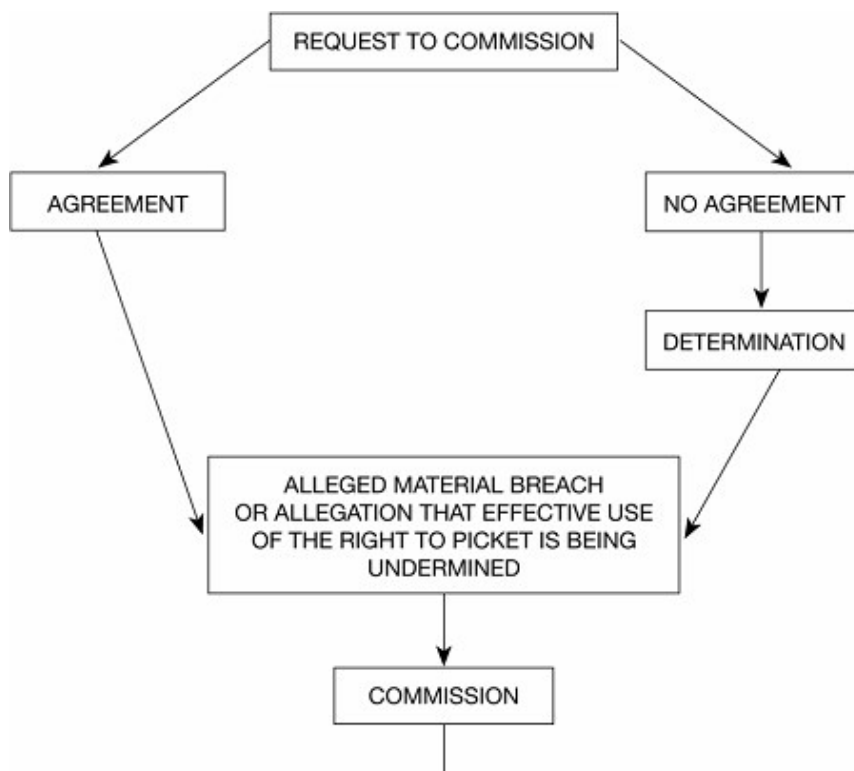 REQUEST TO COMMISSION
AGREEMENT
NO AGREEMENT
DETERMINATION
ALLEGED MATERIAL BREACH
OR ALLEGATION THAT EFFECTIVE USE
OF THE RIGHT TO PICKET IS BEING
UNDERMINED
COMMISSION